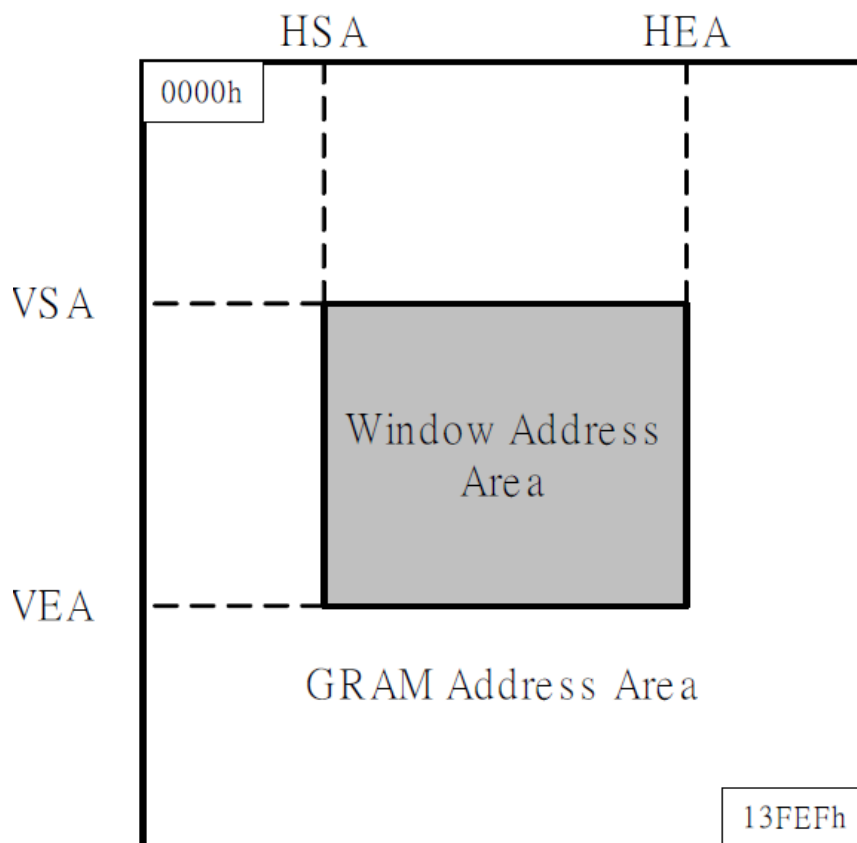 HSA
HEA
0000h
VSA
Window Address
Area
VEA
GRAM Address Area
13FEFh